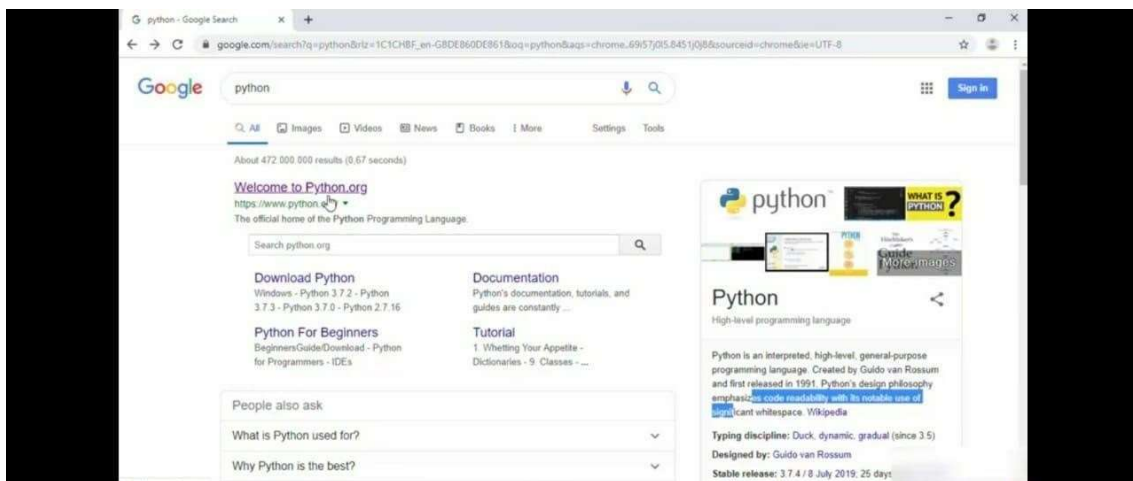 python - Google Search
google.com/search?q=python&rlz=1C1CHBF_en-GBDE860DE861&oq=python&aqs=chrome..69i57j0l5.8451j0j8&sourceid=chrome&ie=UTF-8
Google
python
Sign in
All Images Videos News Books More Settings Tools
About 472.000.000 results (0,67 seconds)
Welcome to Python.org
https://www.python.
The official home of the Python Programming Language.
Search python.org
Download Python
Windows - Python 3.7.2 - Python
3.7.3 - Python 3.7.0 - Python 2.7.16
Documentation
Python's documentation, tutorials, and
guides are constantly ...
Python For Beginners
BeginnersGuide/Download - Python
for Programmers - IDEs
Tutorial
1. Whetting Your Appetite -
Dictionaries - 9. Classes - ...
People also ask
What is Python used for?
Why Python is the best?
python
WHAT IS
PYTHON
?
Guide
More images
Python
High-level programming language
Python is an interpreted, high-level, general-purpose
programming language. Created by Guido van Rossum
and first released in 1991. Python's design philosophy
emphasizes code readability with its notable use of
significant whitespace. Wikipedia
Typing discipline: Duck, dynamic, gradual (since 3.5)
Designed by: Guido van Rossum
Stable release: 3.7.4 / 8 July 2019; 25 days